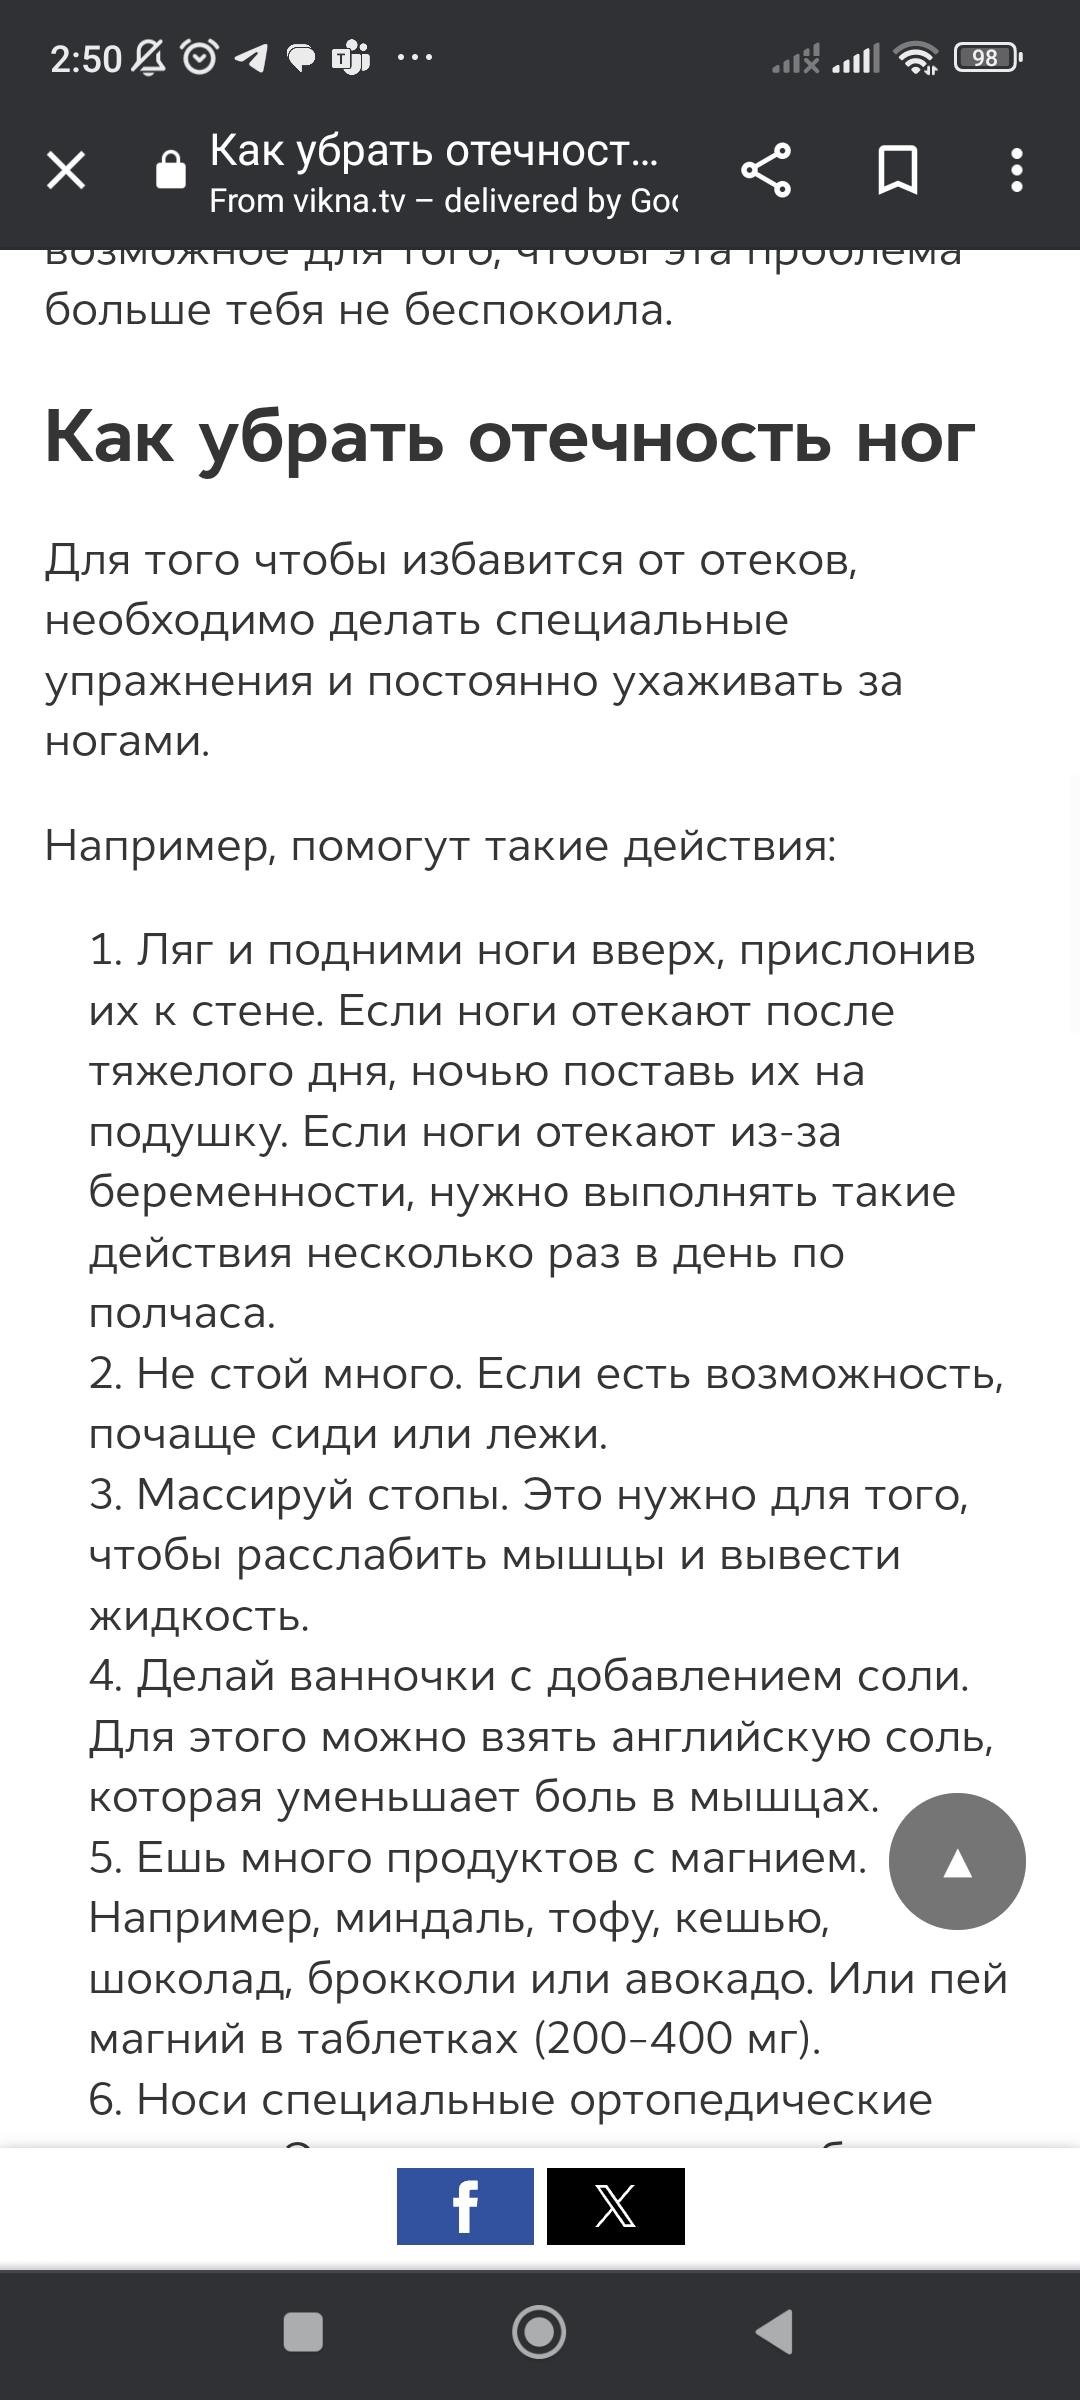 2:50
98
Как убрать отечност...
From vikna.tv – delivered by Goo
возможное для того, чтобы эта проблема
больше тебя не беспокоила.
Как убрать отечность ног
Для того чтобы избавится от отеков,
необходимо делать специальные
упражнения и постоянно ухаживать за
ногами.
Например, помогут такие действия:
1. Ляг и подними ноги вверх, прислонив
их к стене. Если ноги отекают после
тяжелого дня, ночью поставь их на
подушку. Если ноги отекают из-за
беременности, нужно выполнять такие
действия несколько раз в день по
полчаса.
2. Не стой много. Если есть возможность,
почаще сиди или лежи.
3. Массируй стопы. Это нужно для того,
чтобы расслабить мышцы и вывести
жидкость.
4. Делай ванночки с добавлением соли.
Для этого можно взять английскую соль,
которая уменьшает боль в мышцах.
5. Ешь много продуктов с магнием.
Например, миндаль, тофу, кешью,
шоколад, брокколи или авокадо. Или пей
магний в таблетках (200-400 мг).
6. Носи специальные ортопедические